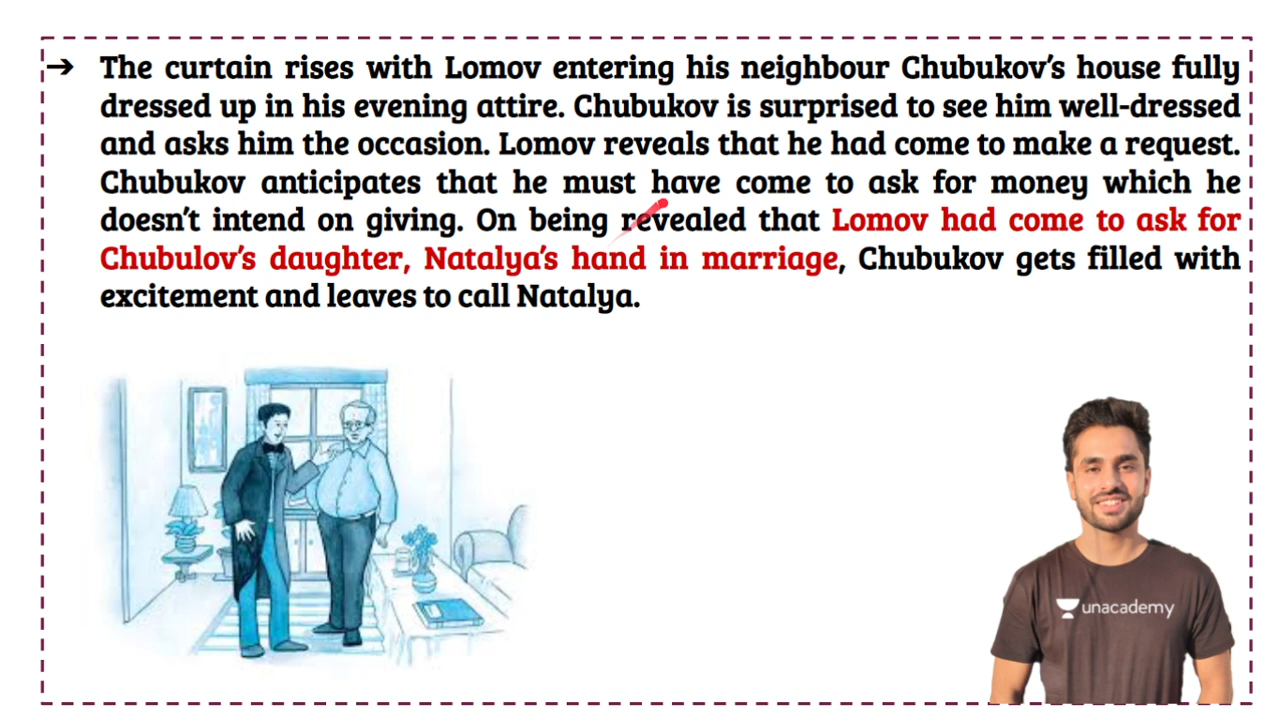 ➔ The curtain rises with Lomov entering his neighbour Chubukov's house fully
dressed up in his evening attire. Chubukov is surprised to see him well-dressed
and asks him the occasion. Lomov reveals that he had come to make a request.
Chubukov anticipates that he must have come to ask for money which he
doesn't intend on giving. On being revealed that Lomov had come to ask for
Chubulov's daughter, Natalya's hand in marriage, Chubukov gets filled with
excitement and leaves to call Natalya.
unacademy